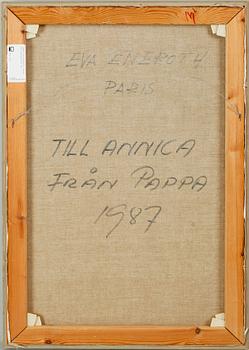 EVA ENEROTH
PARIS
TILL ANNICA
FRÅN PAPPA
1987